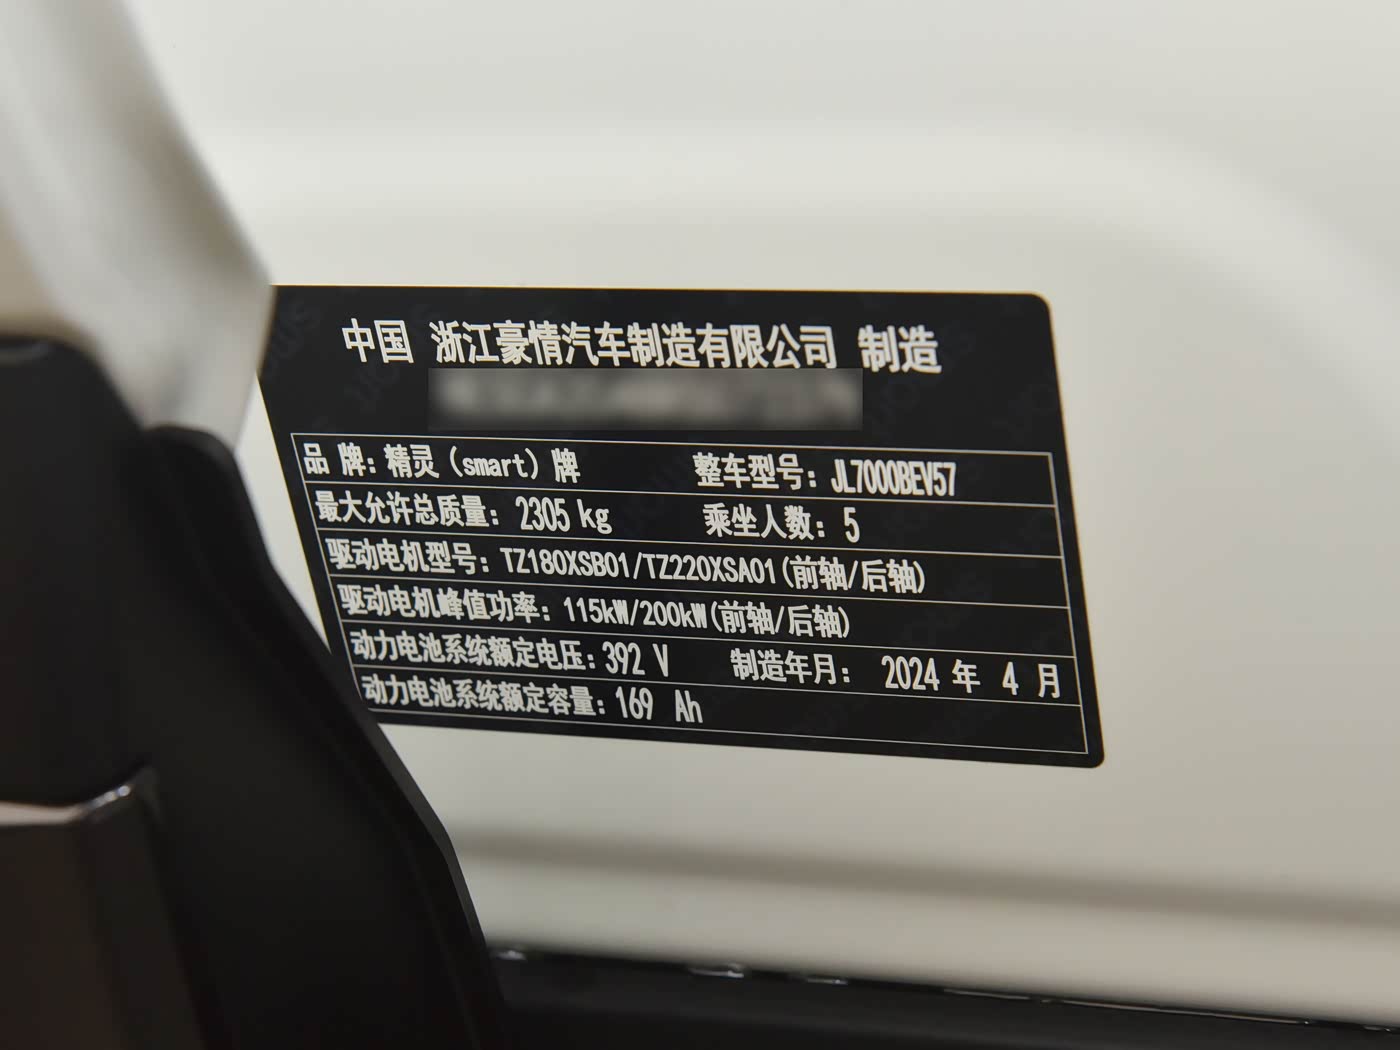 中国 浙江豪情汽车制造有限公司 制造
品 牌：精灵（smart）牌 整车型号：JL7000BEV57
最大允许总质量：2305 kg 乘坐人数：5
驱动电机型号：TZ180XSB01/TZ220XSA01(前轴/后轴)
驱动电机峰值功率：115kW/200kW(前轴/后轴)
动力电池系统额定电压：392 V 制造年月： 2024 年 4 月
动力电池系统额定容量：169 Ah